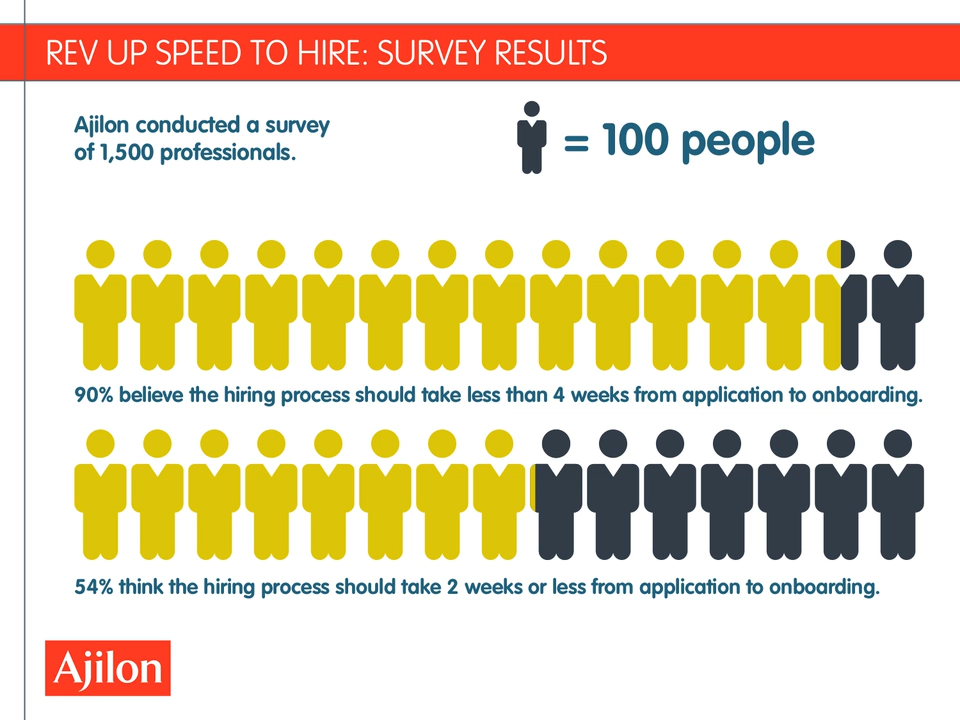 REV UP SPEED TO HIRE: SURVEY RESULTS
Ajilon conducted a survey
of 1,500 professionals.
= 100 people
90% believe the hiring process should take less than 4 weeks from application to onboarding.
54% think the hiring process should take 2 weeks or less from application to onboarding.
Ajilon